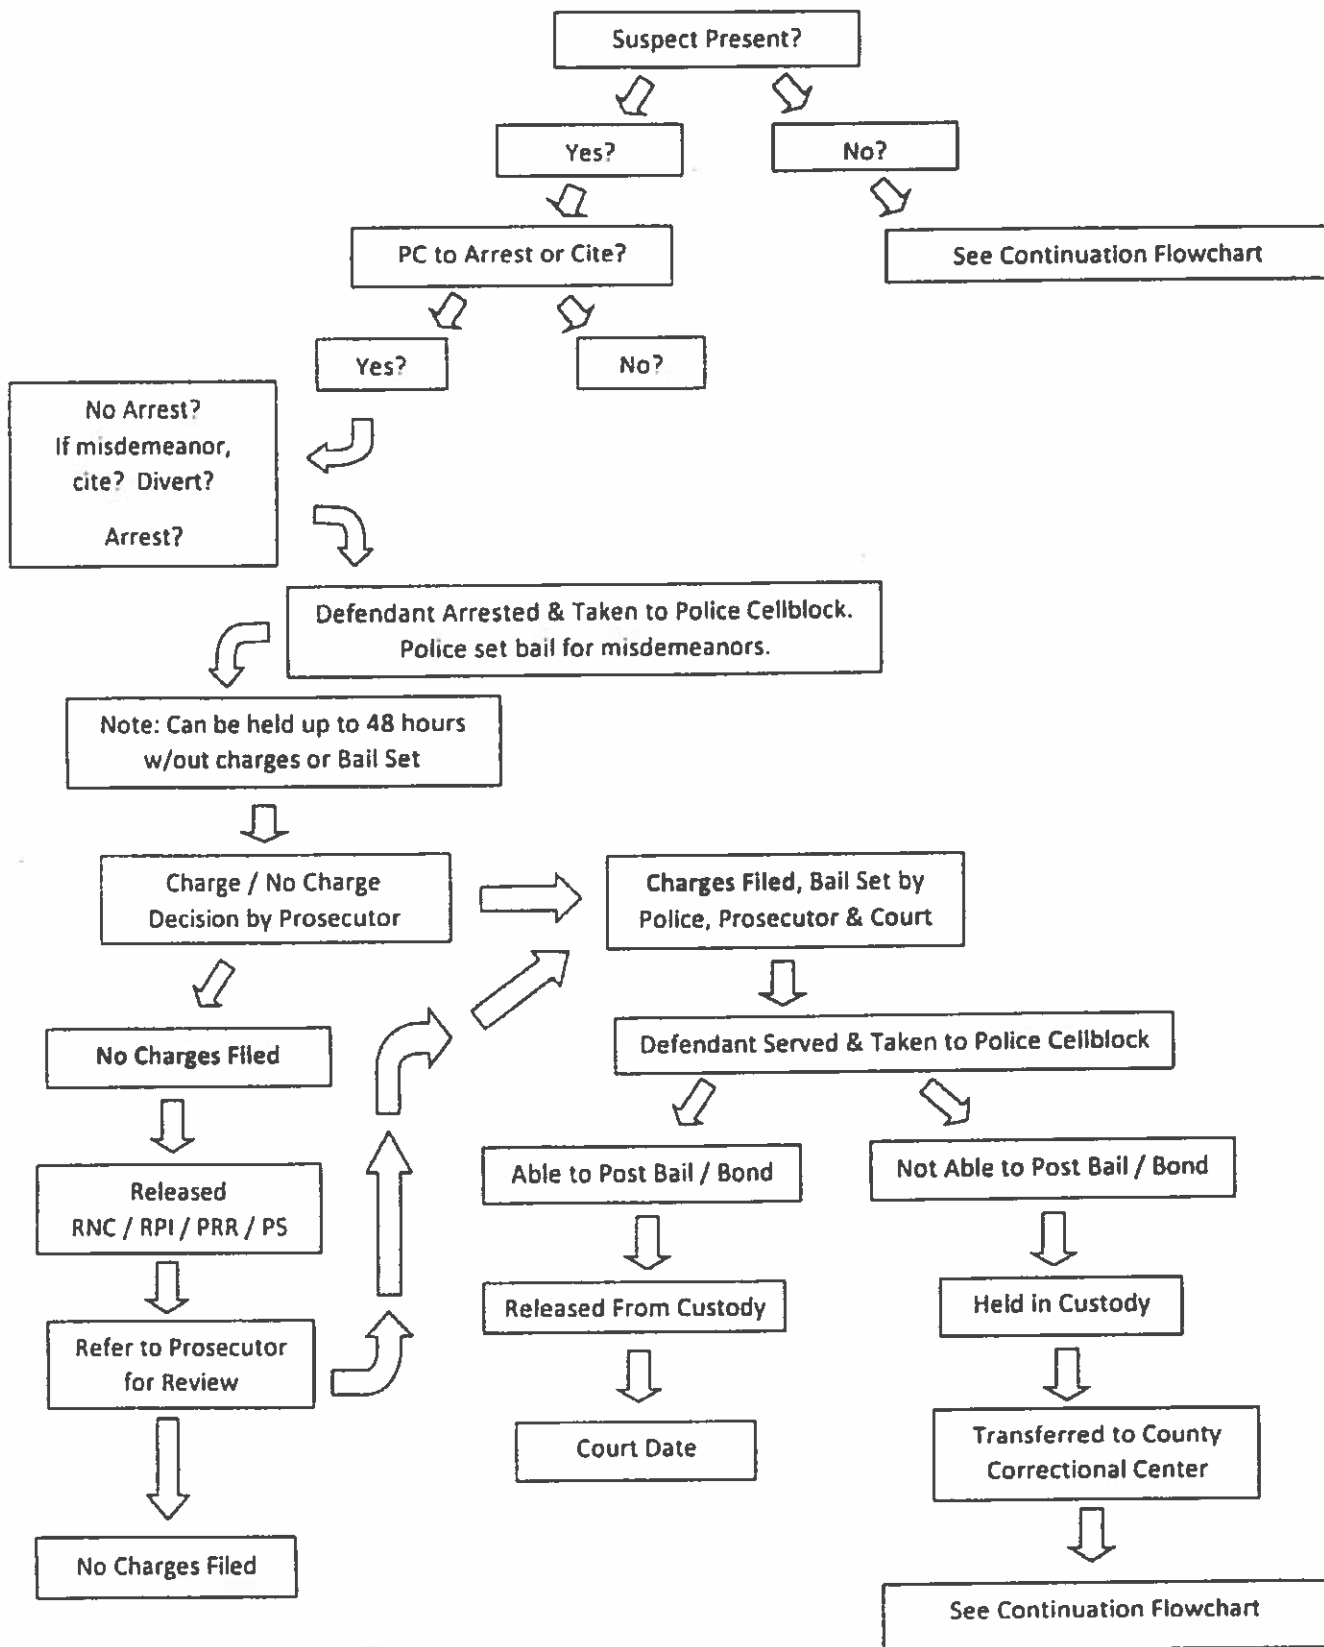 Suspect Present?
Yes?
No?
PC to Arrest or Cite?
See Continuation Flowchart
Yes?
No?
No Arrest?
If misdemeanor,
cite? Divert?
Arrest?
Defendant Arrested & Taken to Police Cellblock.
Police set bail for misdemeanors.
Note: Can be held up to 48 hours
w/out charges or Bail Set
Charge / No Charge
Decision by Prosecutor
Charges Filed, Bail Set by
Police, Prosecutor & Court
No Charges Filed
Defendant Served & Taken to Police Cellblock
Released
RNC / RPI / PRR / PS
Able to Post Bail / Bond
Not Able to Post Bail / Bond
Refer to Prosecutor
for Review
Released From Custody
Held in Custody
Court Date
Transferred to County
Correctional Center
No Charges Filed
See Continuation Flowchart